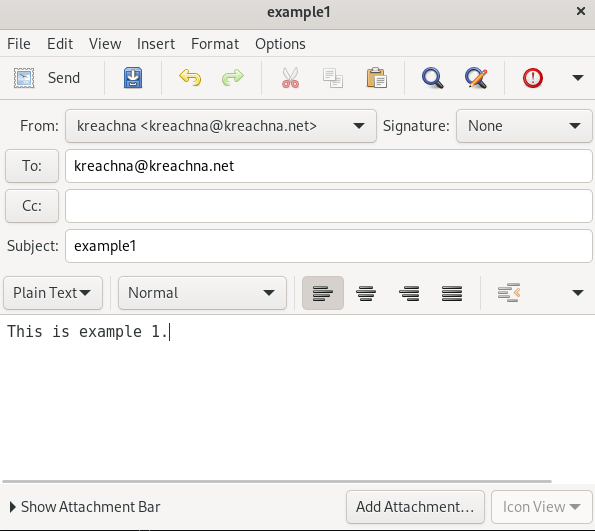 example1
File Edit View Insert Format Options
Send
From: kreachna <kreachna@kreachna.net> Signature: None
To: kreachna@kreachna.net
Cc:
Subject: example1
Plain Text Normal
This is example 1.
Show Attachment Bar Add Attachment... Icon View